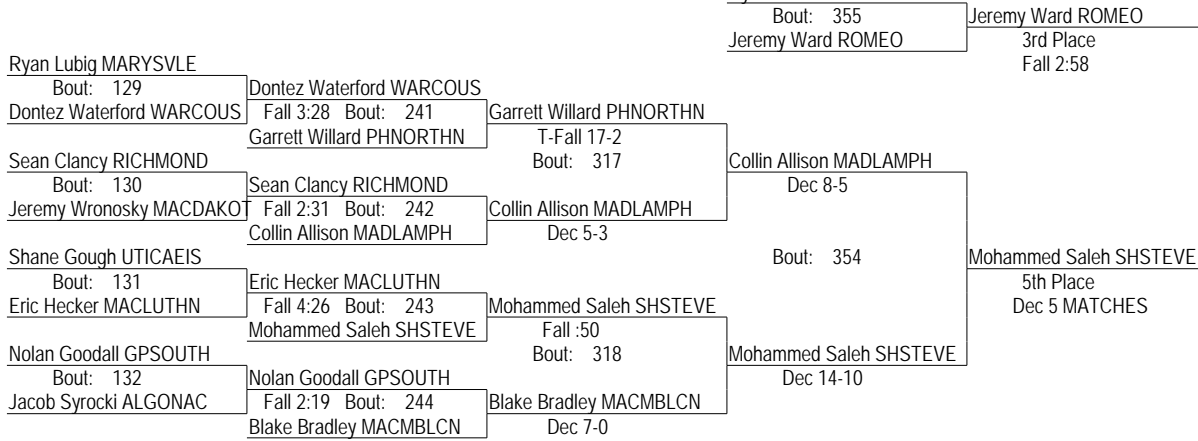 Bout: 355
Jeremy Ward ROMEO
Jeremy Ward ROMEO
3rd Place
Fall 2:58
Ryan Lubig MARYSVLE
Bout: 129
Dontez Waterford WARCOUS
Dontez Waterford WARCOUS
Fall 3:28 Bout: 241
Garrett Willard PHNORTHN
Garrett Willard PHNORTHN
T-Fall 17-2
Bout: 317
Sean Clancy RICHMOND
Bout: 130
Jeremy Wronosky MACDAKOT
Sean Clancy RICHMOND
Fall 2:31 Bout: 242
Collin Allison MADLAMPH
Collin Allison MADLAMPH
Dec 5-3
Collin Allison MADLAMPH
Dec 8-5
Shane Gough UTICAEIS
Bout: 131
Eric Hecker MACLUTHN
Eric Hecker MACLUTHN
Fall 4:26 Bout: 243
Mohammed Saleh SHSTEVE
Mohammed Saleh SHSTEVE
Fall :50
Bout: 318
Nolan Goodall GPSOUTH
Bout: 132
Jacob Syrocki ALGONAC
Nolan Goodall GPSOUTH
Fall 2:19 Bout: 244
Blake Bradley MACMBLCN
Blake Bradley MACMBLCN
Dec 7-0
Mohammed Saleh SHSTEVE
Dec 14-10
Bout: 354
Mohammed Saleh SHSTEVE
5th Place
Dec 5 MATCHES